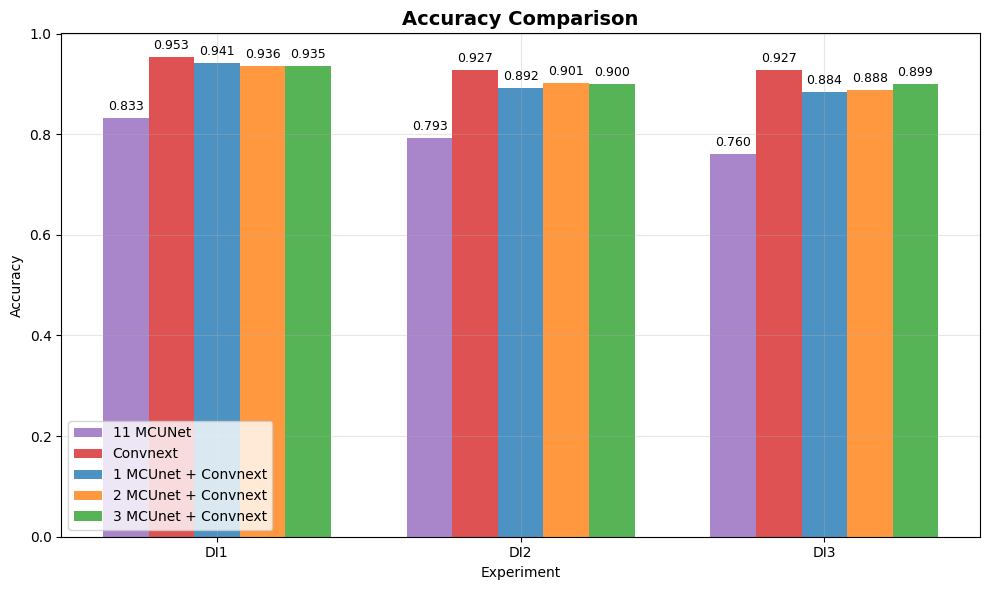 Accuracy Comparison
1.0
0.8
0.6
0.4
0.2
0.0
Accuracy
0.833
0.953
0.941
0.936
0.935
0.793
0.927
0.892
0.901
0.900
0.760
0.927
0.884
0.888
0.899
11 MCUNet
Convnext
1 MCUnet + Convnext
2 MCUnet + Convnext
3 MCUnet + Convnext
DI1
DI2
DI3
Experiment